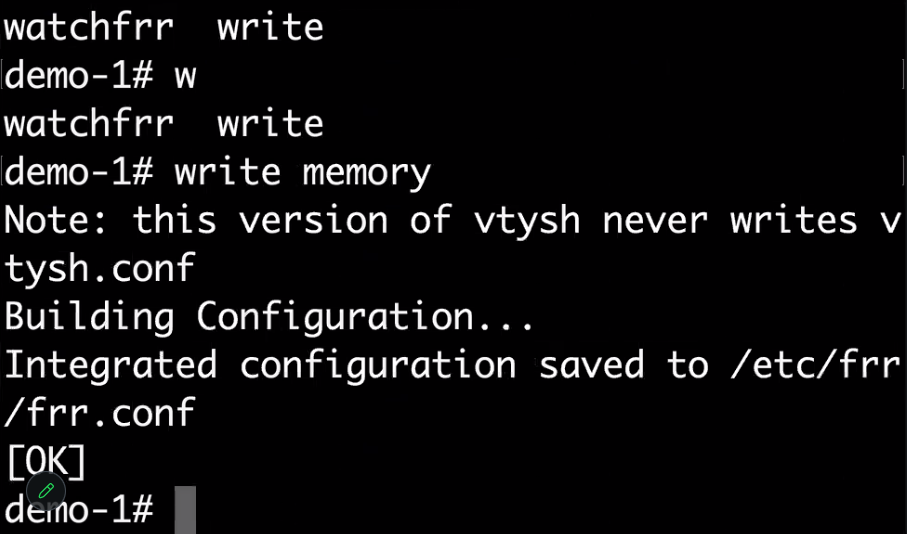 watchfrr  write
demo-1# w
watchfrr  write
demo-1# write memory
Note: this version of vtysh never writes v
tysh.conf
Building Configuration...
Integrated configuration saved to /etc/frr
/frr.conf
[OK]
demo-1#